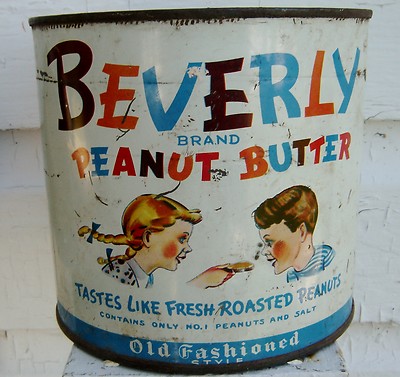 BEVERLY
BRAND
PEANUT BUTTER
TASTES LIKE FRESH ROASTED PEANUTS
CONTAINS ONLY NO.1 PEANUTS AND SALT
Old Fashioned
STYLE